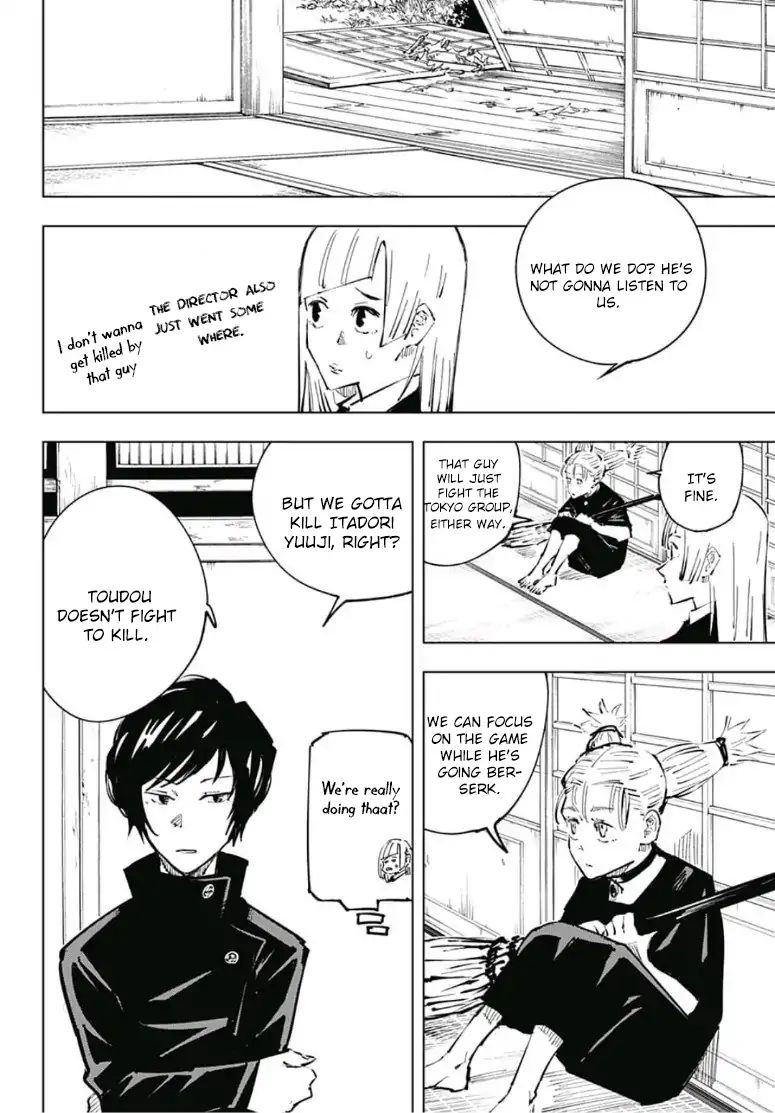 WHAT DO WE DO? HE'S
NOT GONNA LISTEN TO
US.
THE DIRECTOR ALSO
JUST WENT SOME
WHERE.
I don't wanna
get killed by
that guy
IT'S
FINE.
THAT GUY
WILL JUST
FIGHT THE
TOKYO GROUP,
EITHER WAY.
WE CAN FOCUS
ON THE GAME
WHILE HE'S
GOING BER-
SERK.
BUT WE GOTTA
KILL ITADORI
YUUJI, RIGHT?
TOUDOU
DOESN'T FIGHT
TO KILL.
We're really
doing thaat?